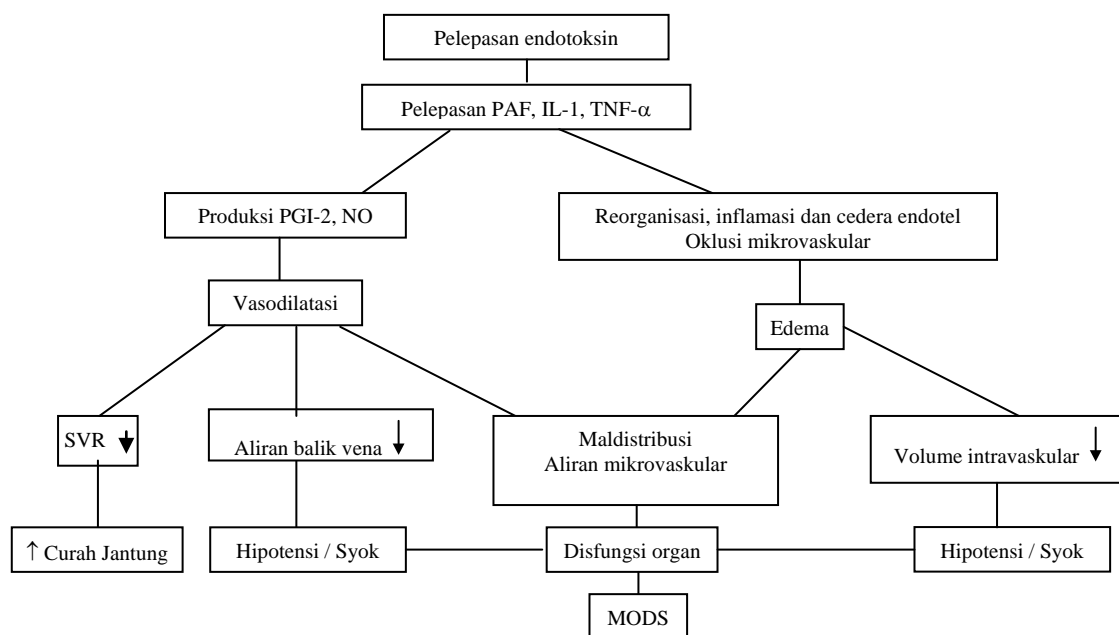 Pelepasan endotoksin
Pelepasan PAF, IL-1, TNF-α
Produksi PGI-2, NO
Reorganisasi, inflamasi dan cedera endotel
Oklusi mikrovaskular
Vasodilatasi
Edema
SVR ↓
Aliran balik vena ↓
Maldistribusi
Aliran mikrovaskular
Volume intravaskular ↓
↑ Curah Jantung
Hipotensi / Syok
Disfungsi organ
Hipotensi / Syok
MODS